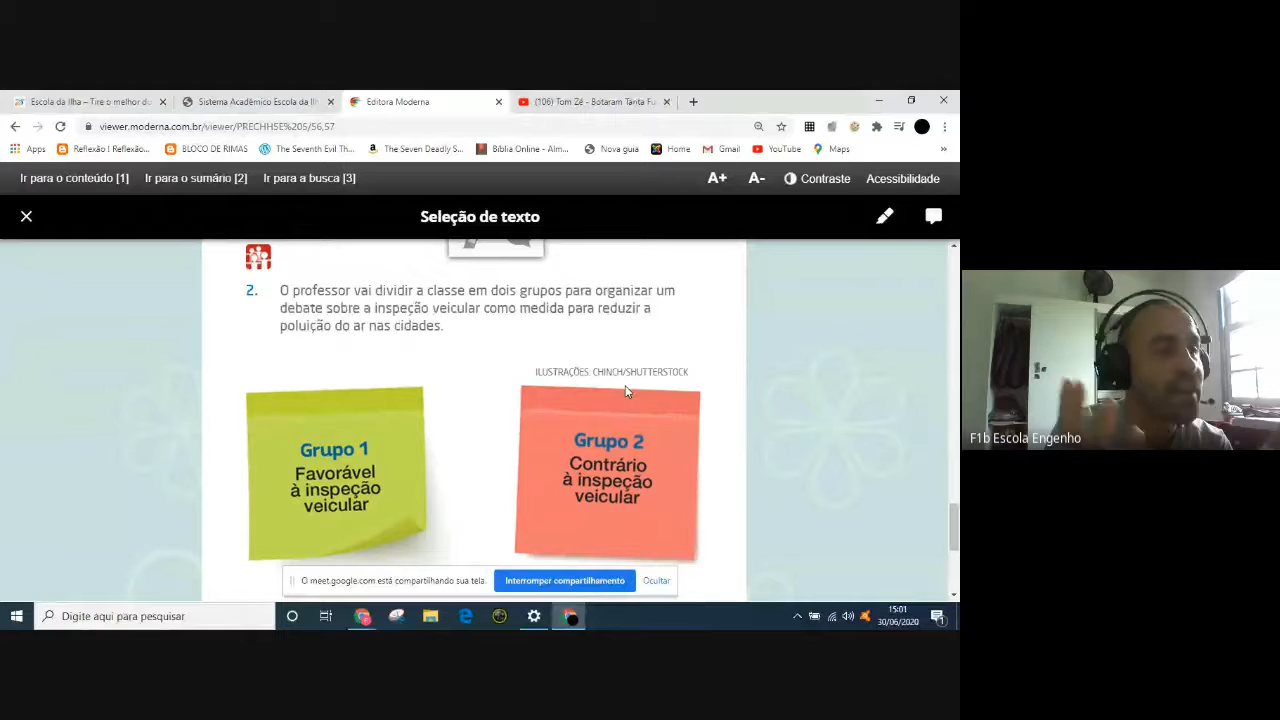 Escola da Ilha – Tire o melhor do
Sistema Acadêmico Escola da Ilh
Editora Moderna
(106) Tom Zé - Botaram Tanta Fu
viewer.moderna.com.br/viewer/PRECHHSE%205/56,57
Apps
Reflexão ! Reflexão...
BLOCO DE RIMAS
The Seventh Evil Th...
The Seven Deadly S...
Bíblia Online - Alm...
Nova guia
Home
Gmail
YouTube
Maps
»
Ir para o conteúdo [1]
Ir para o sumário [2]
Ir para a busca [3]
A+
A-
Contraste
Acessibilidade
Seleção de texto
2. O professor vai dividir a classe em dois grupos para organizar um
debate sobre a inspeção veicular como medida para reduzir a
poluição do ar nas cidades.
ILUSTRAÇÕES: CHINCH/SHUTTERSTOCK
Grupo 1
Favorável
à inspeção
veicular
Grupo 2
Contrário
à inspeção
veicular
F1b Escola Engenho
O meet.google.com está compartilhando sua tela.
Interromper compartilhamento
Ocultar
Digite aqui para pesquisar
15:01
30/06/2020
1